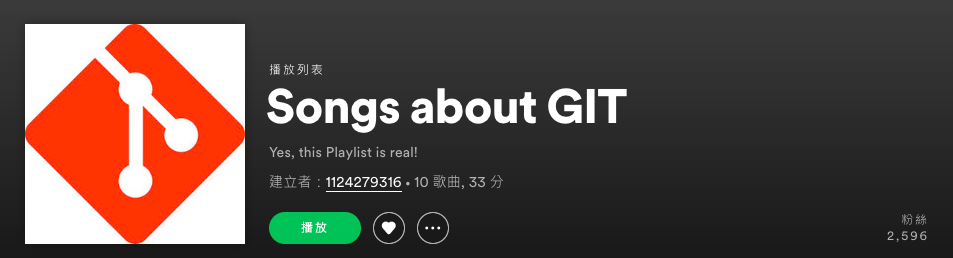 播放列表
Songs about GIT
Yes, this Playlist is real!
建立者：1124279316 • 10 歌曲, 33 分
播放
粉絲
2,596